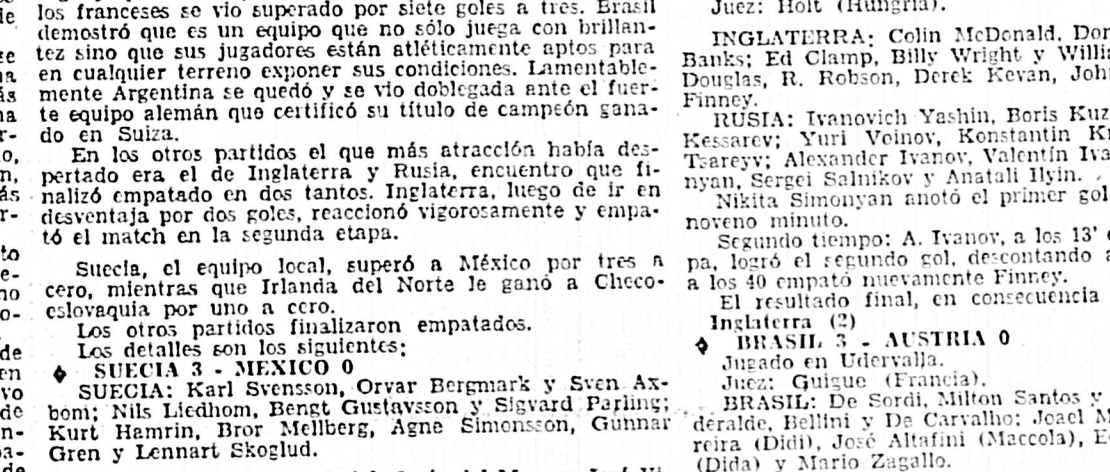 los franceses se vio superado por siete goles a tres. Brasil
demostró que es un equipo que no sólo juega con brillan-
tez sino que sus jugadores están atléticamente aptos para
en cualquier terreno exponer sus condiciones. Lamentable-
mente Argentina se quedó y se vio doblegada ante el fuer-
te equipo alemán que certificó su título de campeón gana-
do en Suiza.
En los otros partidos el que más atracción había des-
pertado era el de Inglaterra y Rusia, encuentro que fi-
nalizó empatado en dos tantos. Inglaterra, luego de ir en
desventaja por dos goles, reaccionó vigorosamente y empa-
tó el match en la segunda etapa.
Suecia, el equipo local, superó a México por tres a
cero, mientras que Irlanda del Norte le ganó a Checo-
eslovaquia por uno a cero.
Los otros partidos finalizaron empatados.
Los detalles son los siguientes:
SUECIA 3 - MEXICO 0
SUECIA: Karl Svensson, Orvar Bergmark y Sven Ax-
boni; Nils Liedhom, Bengt Gustavsson y Sigvard Parling;
Kurt Hamrin, Bror Mellberg, Agne Simonsson, Gunnar
Gren y Lennart Skoglud.
Juez: Holt (Hungría).
INGLATERRA: Colin McDonald, Don
Banks; Ed Clamp, Billy Wright y Willi
Douglas, R. Robson, Derek Kevan, Joh
Finney.
RUSIA: Ivanovich Yashin, Boris Kuz
Kessarev; Yuri Voinov, Konstantin K
Tsareyv; Alexander Ivanov, Valentín Iva
nyan, Sergei Salnikov y Anatali Ilyin.
Nikita Simonyan anotó el primer gol
noveno minuto.
Segundo tiempo: A. Ivanov, a los 13'
pa, logró el segundo gol, descontando a
a los 40 empató nuevamente Finney.
El resultado final, en consecuencia
Inglaterra (2)
BRASIL 3 - AUSTRIA 0
Jugado en Udervalla.
Juez: Guigue (Francia).
BRASIL: De Sordi, Milton Santos y
deralde, Bellini y De Carvalho; Joael M
reira (Didi), José Altafini (Maccola), E
(Dida) y Mario Zagallo.